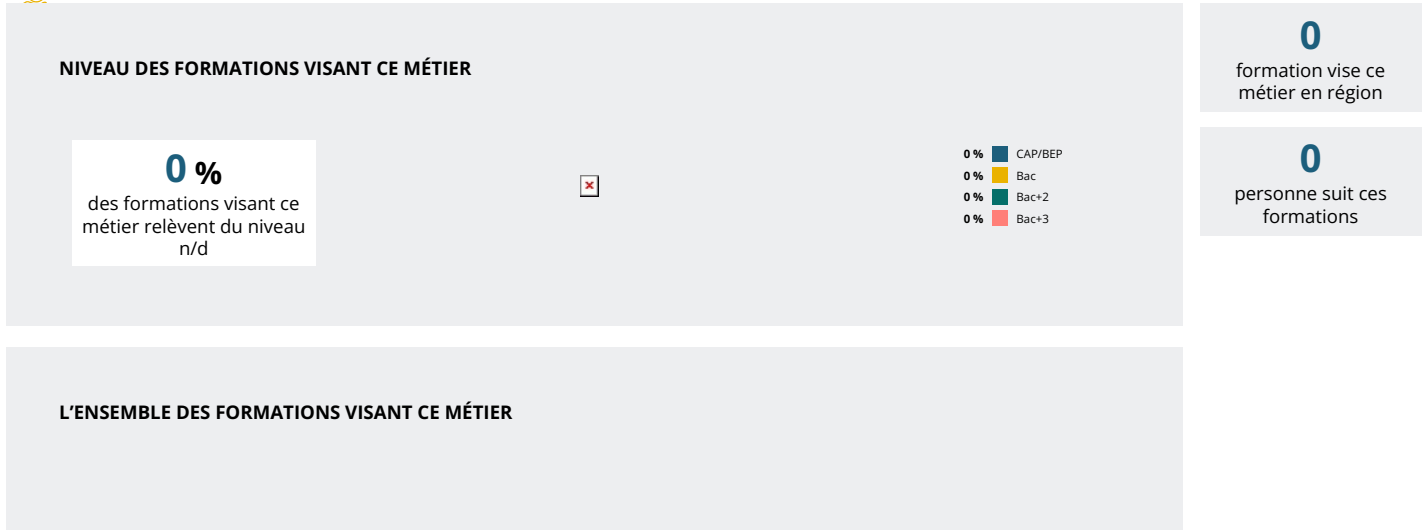 NIVEAU DES FORMATIONS VISANT CE MÉTIER
0 %
des formations visant ce
métier relèvent du niveau
n/d
0 % CAP/BEP
0 % Bac
0 % Bac+2
0 % Bac+3
0
formation vise ce
métier en région
0
personne suit ces
formations
L'ENSEMBLE DES FORMATIONS VISANT CE MÉTIER